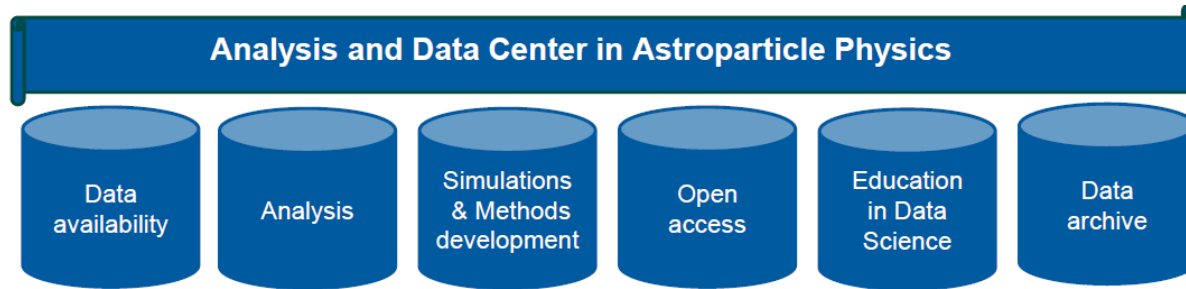 Analysis and Data Center in Astroparticle Physics
Data
availability
Analysis
Simulations
& Methods
development
Open
access
Education
in Data
Science
Data
archive